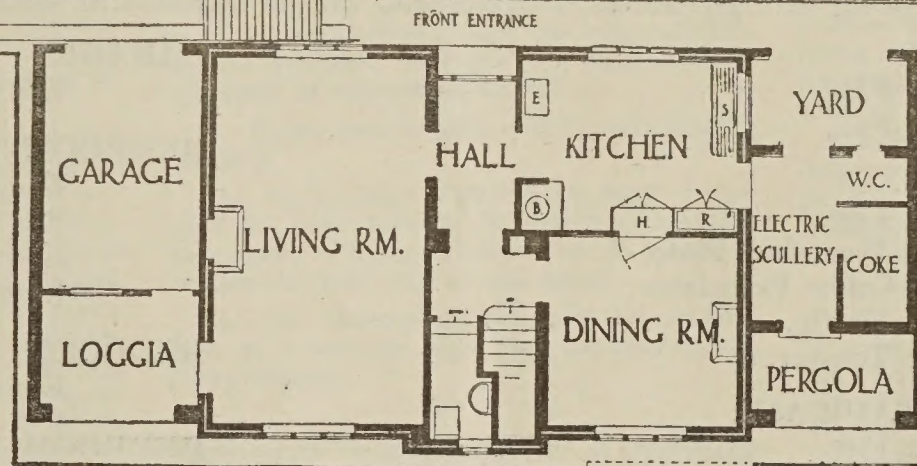 FRONT ENTRANCE
GARAGE
LIVING RM.
HALL
E
KITCHEN
S
YARD
W.C.
B.
H.
R
ELECTRIC
SCULLERY
COKE
LOGGIA
DINING RM.
PERGOLA